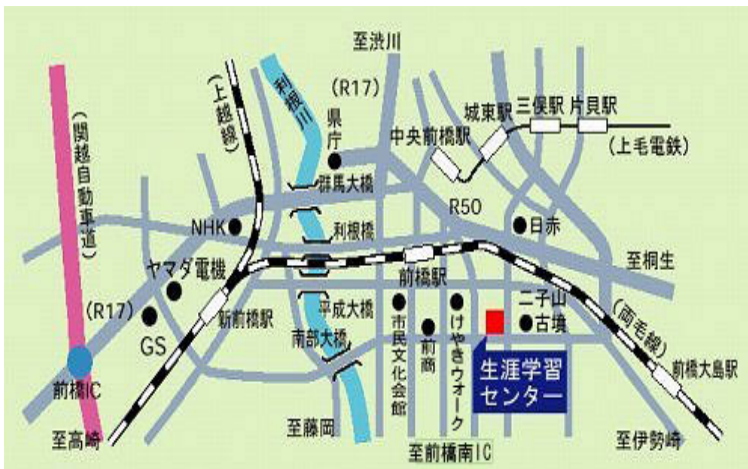 至渋川
(R17)
利根川
(上越線)
(関越自動車道)
県庁
中央前橋駅
城東駅
三俣駅
片貝駅
(上毛電鉄)
群馬大橋
R50
NHK
利根橋
日赤
至桐生
ヤマダ電機
前橋駅
(R17)
GS
新前橋駅
平成大橋
南部大橋
市民文化会館
前商
けやきウォーク
二子山
古墳
(両毛線)
前橋IC
生涯学習
センター
前橋大島駅
至高崎
至藤岡
至前橋南IC
至伊勢崎